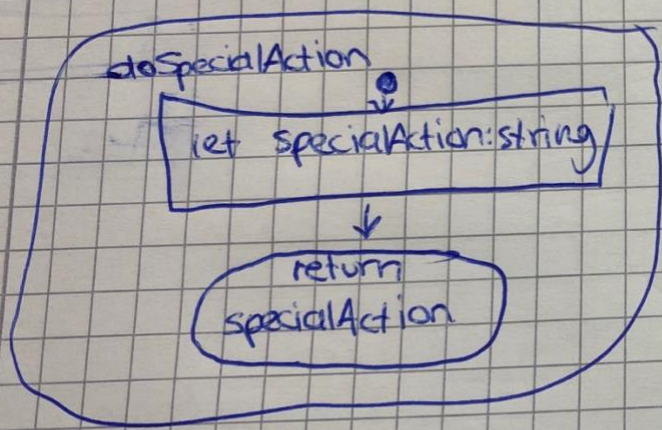 doSpecialAction
let specialAction:string
return
specialAction